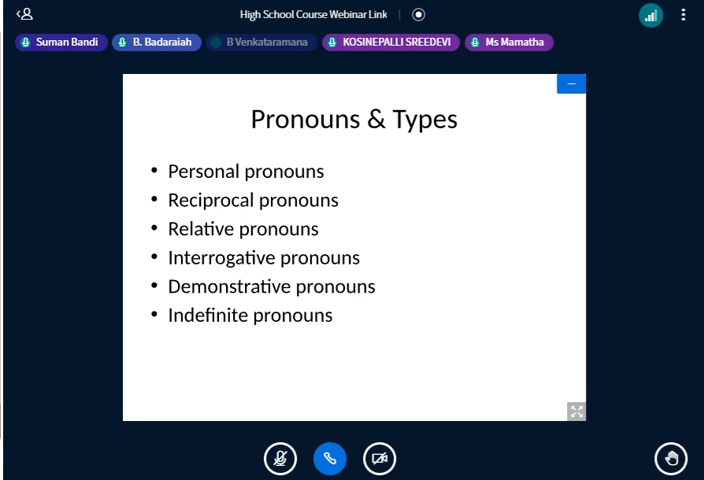 High School Course Webinar Link
Suman Bandi B. Badaraiah B Venkataramana KOSINEPALLI SREEDEVI Ms Mamatha
Pronouns & Types
• Personal pronouns
• Reciprocal pronouns
• Relative pronouns
• Interrogative pronouns
• Demonstrative pronouns
• Indefinite pronouns